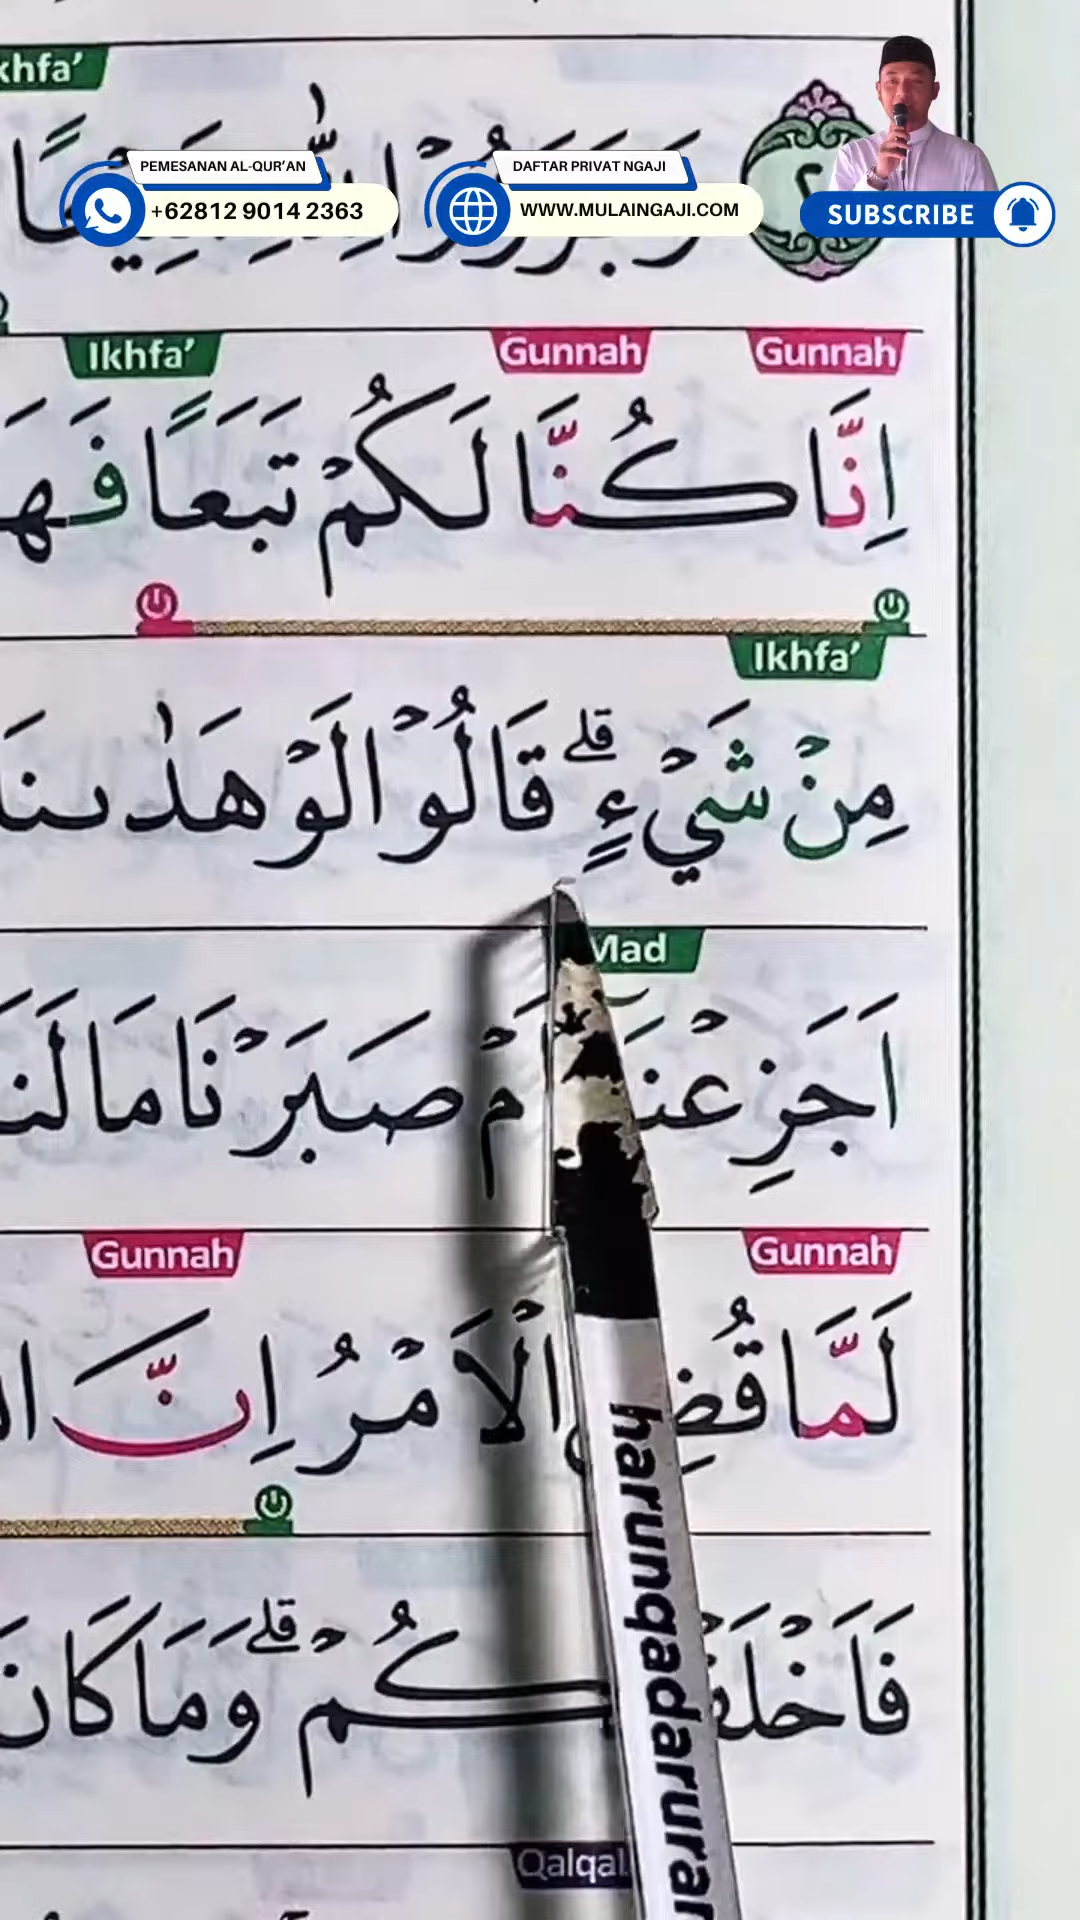 khfa’
PEMESANAN AL-QUR’AN
+62812 9014 2363
DAFTAR PRIVAT NGAJI
WWW.MULAINGAJI.COM
SUBSCRIBE
Gunnah Gunnah Ikhfa’
اِنَّا كُنَّا لَكُمْ تَبَعًا فَهَ
Ikhfa’
مِنْ شَيْءٍ ۗ قَالُوْا لَوْ هَدٰىنَا
Mad
اَجَزِعْنَآ اَمْ صَبَرْنَا مَا لَنَ
Gunnah Gunnah
لَمَّا قُضِيَ الْاَمْرُ اِنَّ
فَاَخْلَفْتُكُمْ ۗ وَمَا كَانَ
Qalqal
harunqadarurar